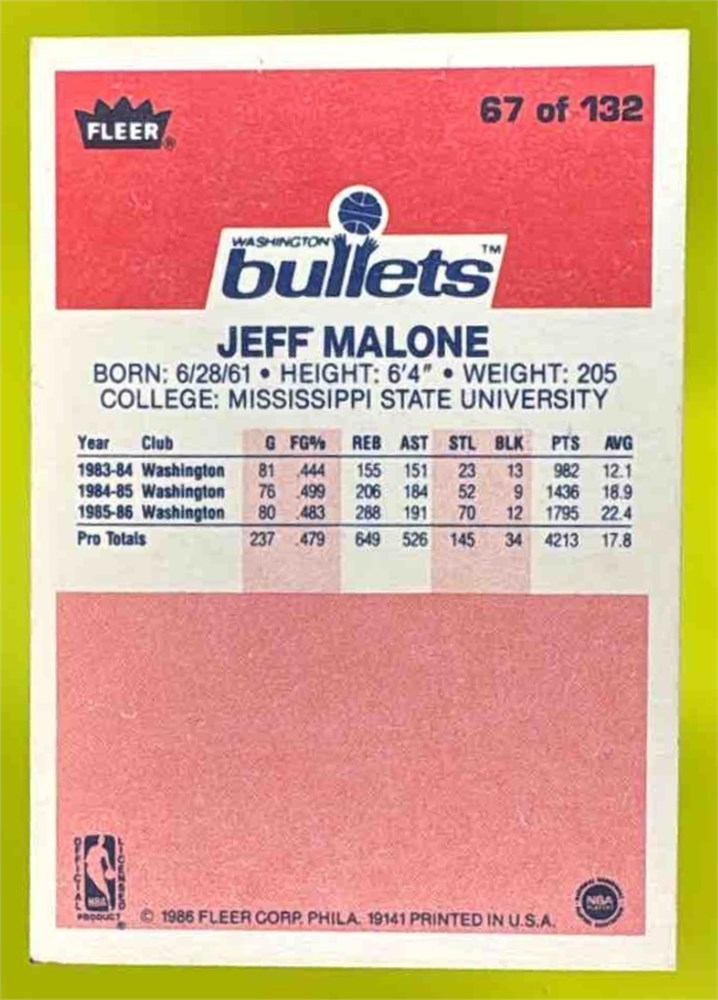 FLEER®
67 of 132
WASHINGTON
bullets™
JEFF MALONE
BORN: 6/28/61 • HEIGHT: 6'4" • WEIGHT: 205
COLLEGE: MISSISSIPPI STATE UNIVERSITY
Year Club G FG% REB AST STL BLK PTS AVG
1983-84 Washington 81 .444 155 151 23 13 982 12.1
1984-85 Washington 76 .499 206 184 52 9 1436 18.9
1985-86 Washington 80 .483 288 191 70 12 1795 22.4
Pro Totals 237 .479 649 526 145 34 4213 17.8
OFFICIAL
LICENSED
NBA
PRODUCT
NBA
PLAYERS
© 1986 FLEER CORP. PHILA. 19141 PRINTED IN U.S.A.